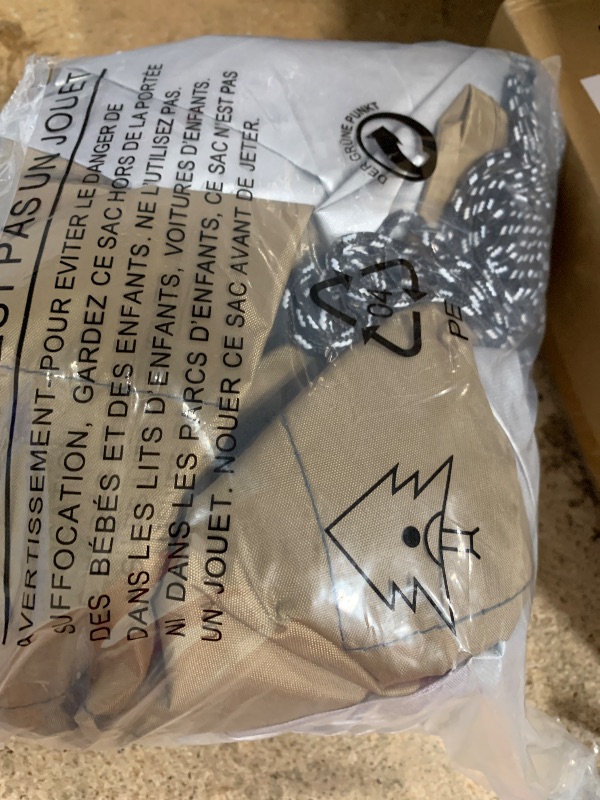 PAS UN JOUET
AVERTISSEMENT-POUR EVITER LE DANGER DE
SUFFOCATION, GARDEZ CE SAC HORS DE LA PORTÉE
DES BÉBÉS ET DES ENFANTS. NE L'UTILISEZ PAS.
DANS LES LITS D'ENFANTS, VOITURES D'ENFANTS.
NI DANS LES PARCS D'ENFANTS, CE SAC N'EST PAS
UN JOUET. NOUER CE SAC AVANT DE JETER.
DER GRÜNE PUNKT
04
PE